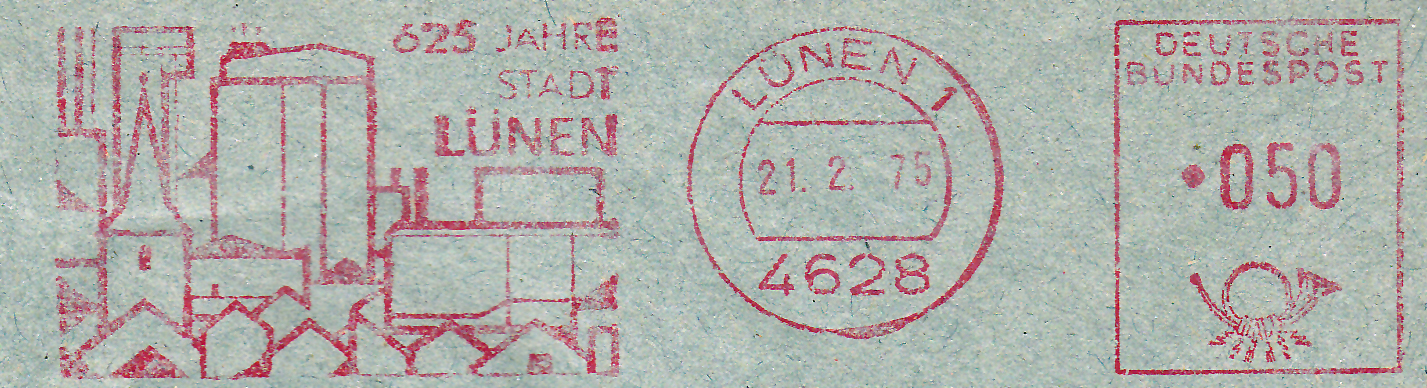 625 JAHRE
STADT
LÜNEN
LÜNEN 1
21. 2. 75
4628
DEUTSCHE
BUNDESPOST
050